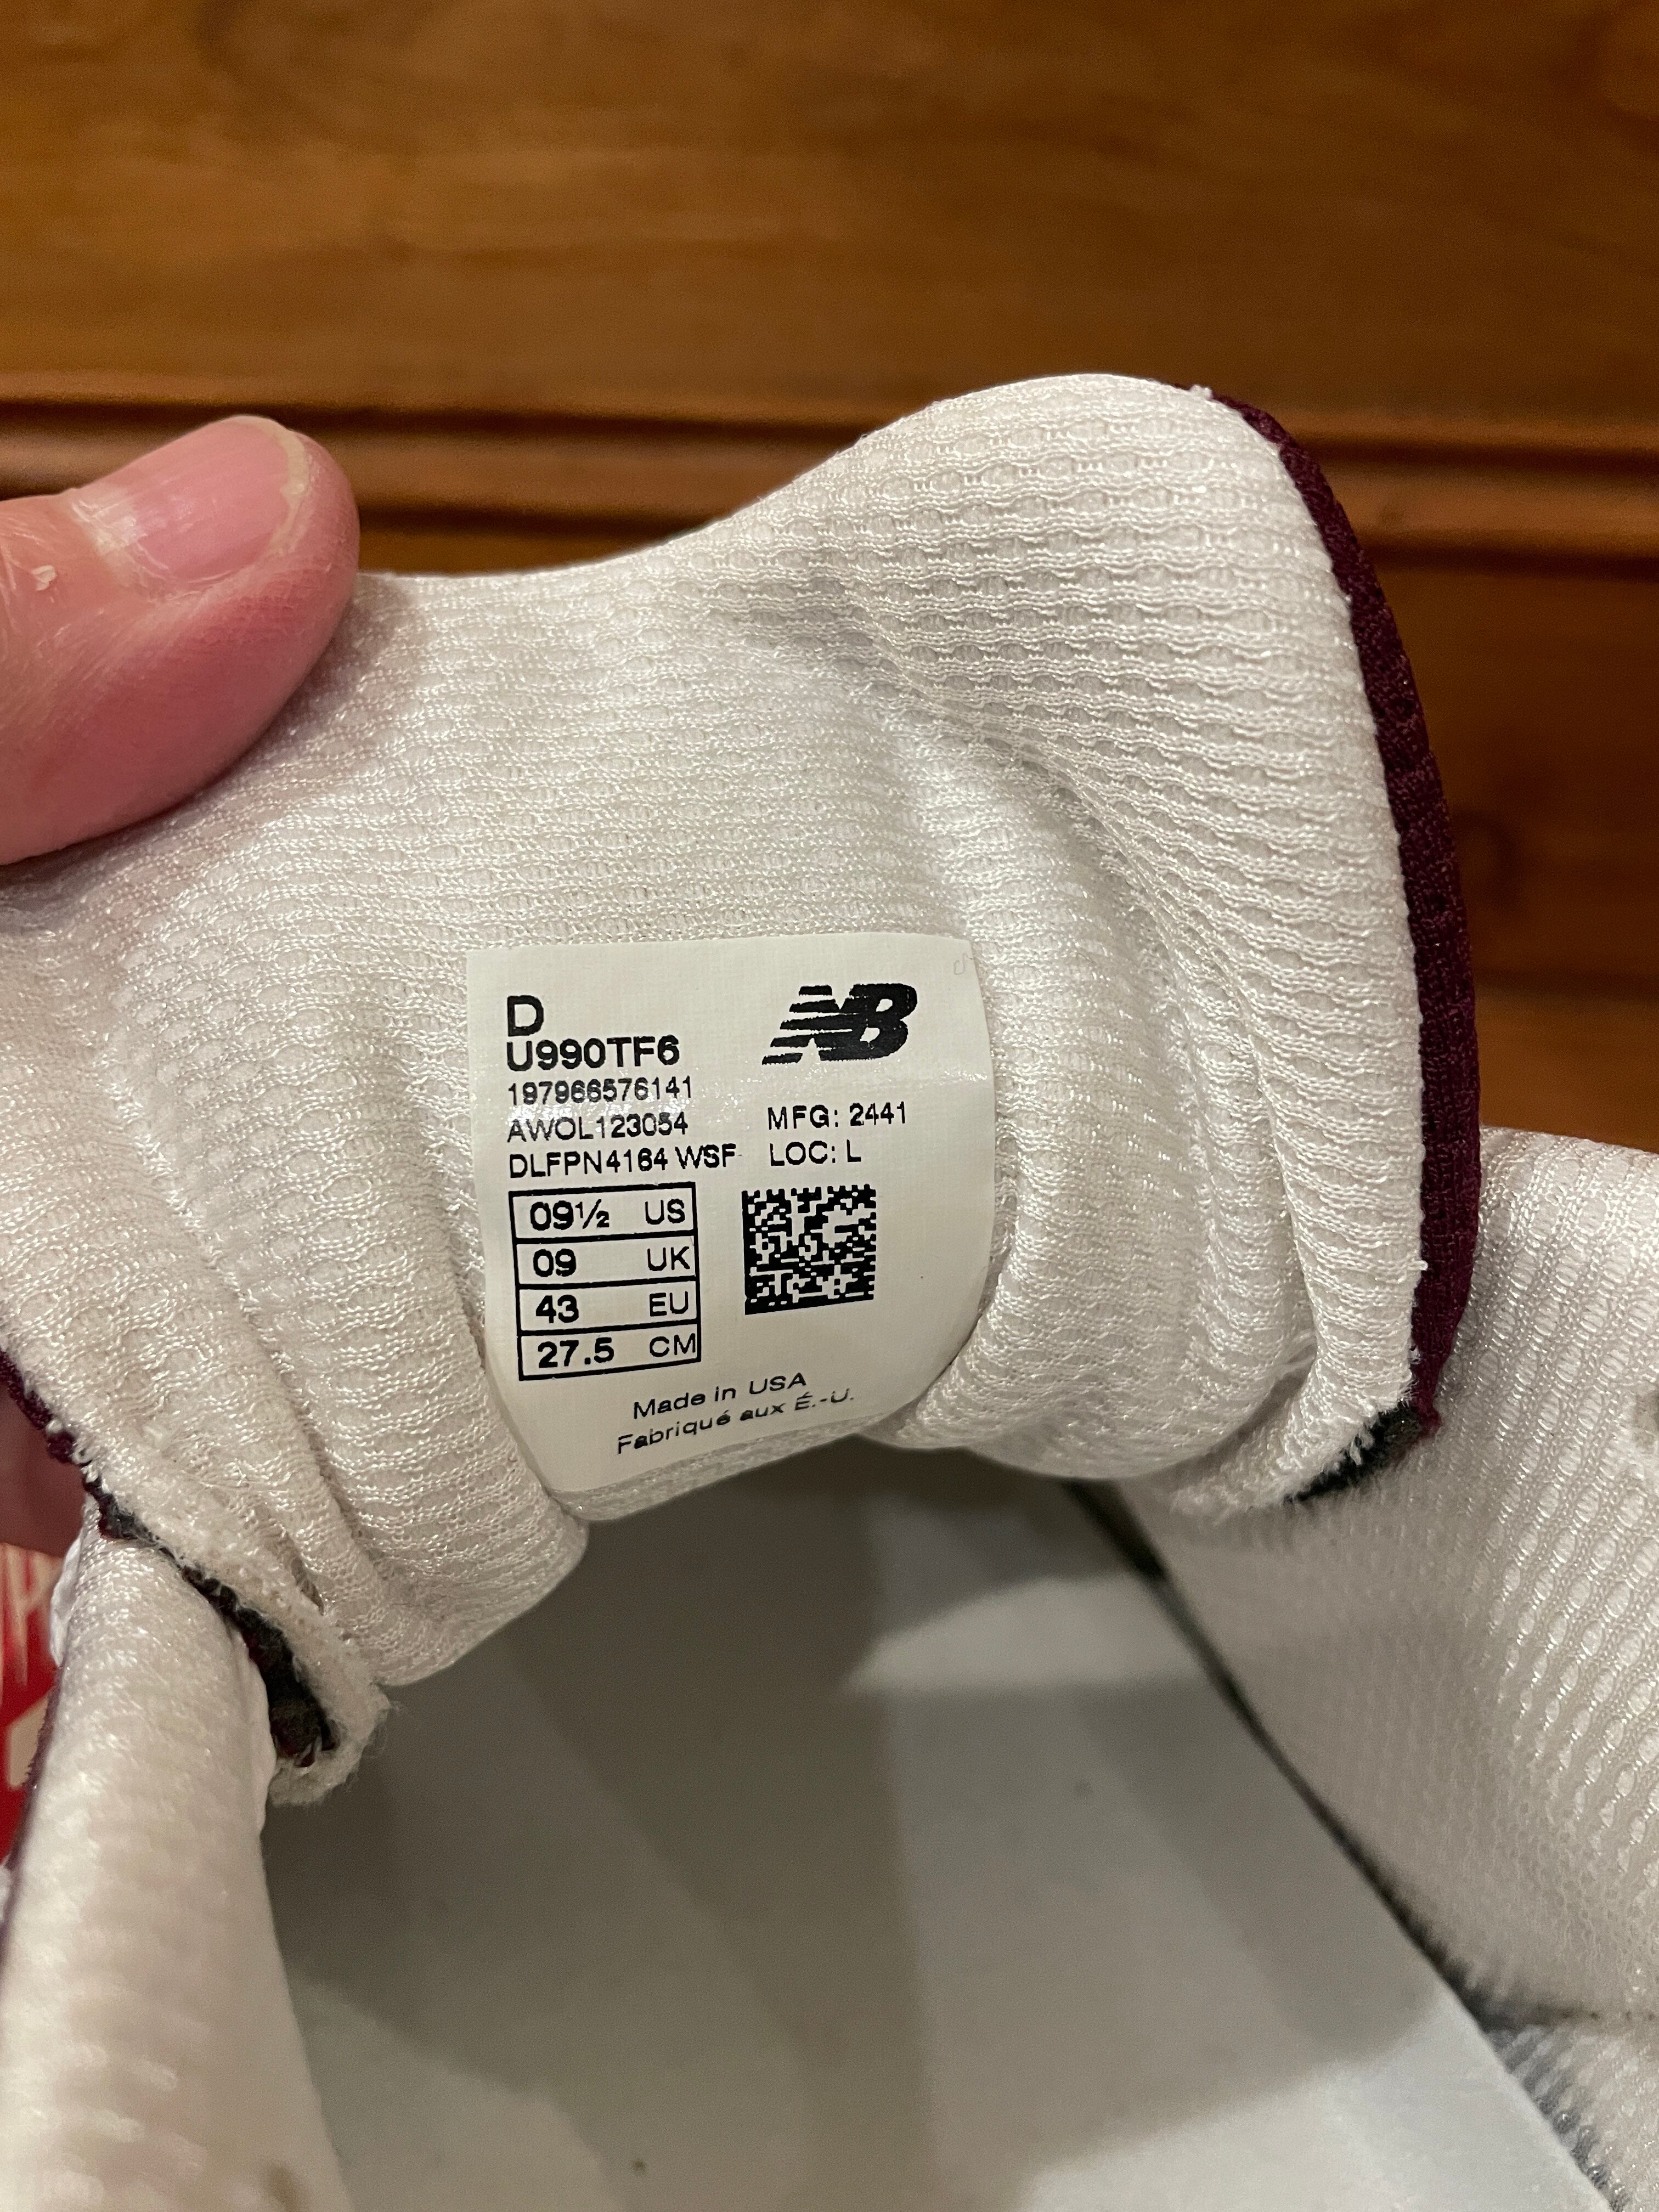 D
U990TF6
197966576141
AWOL123054
DLFPN4164 WSF
NB
MFG: 2441
LOC: L
09½ US
09 UK
43 EU
27.5 CM
Made in USA
Fabriqué aux É.-U.